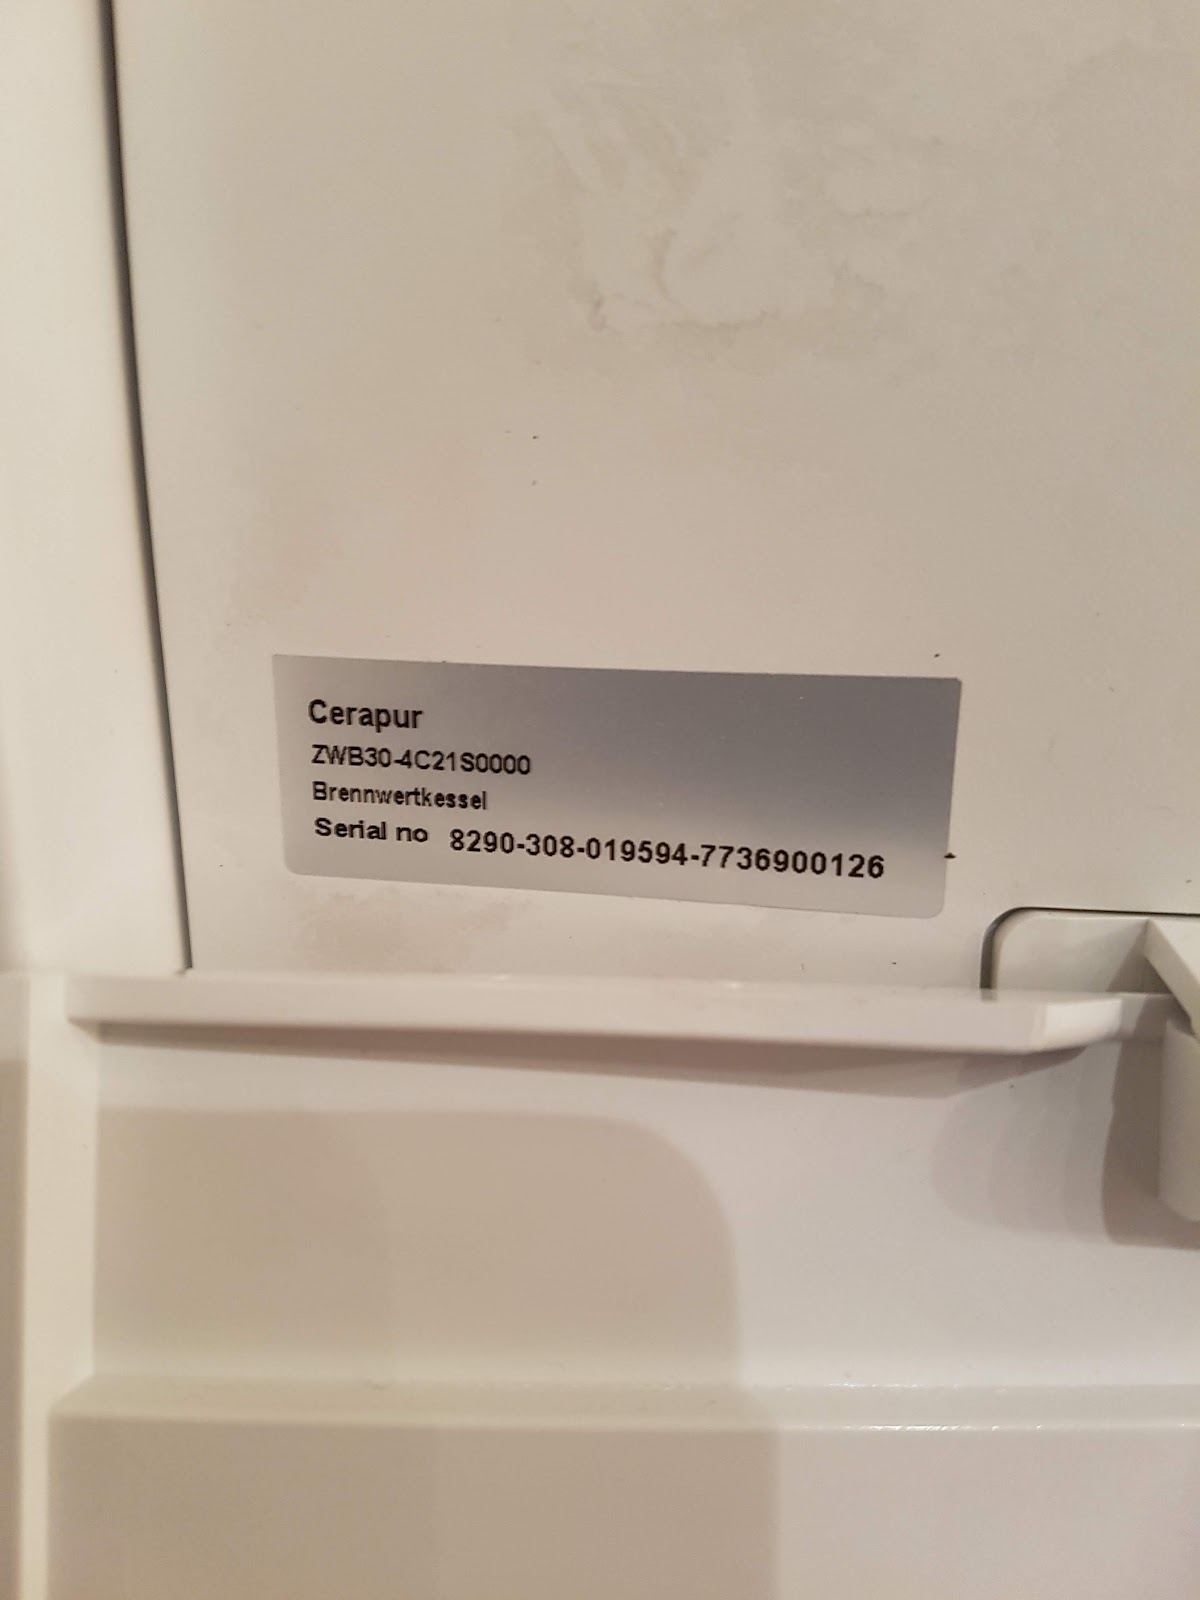 Cerapur
ZWB30-4C21S0000
Brennwertkessel
Serial no 8290-308-019594-7736900126